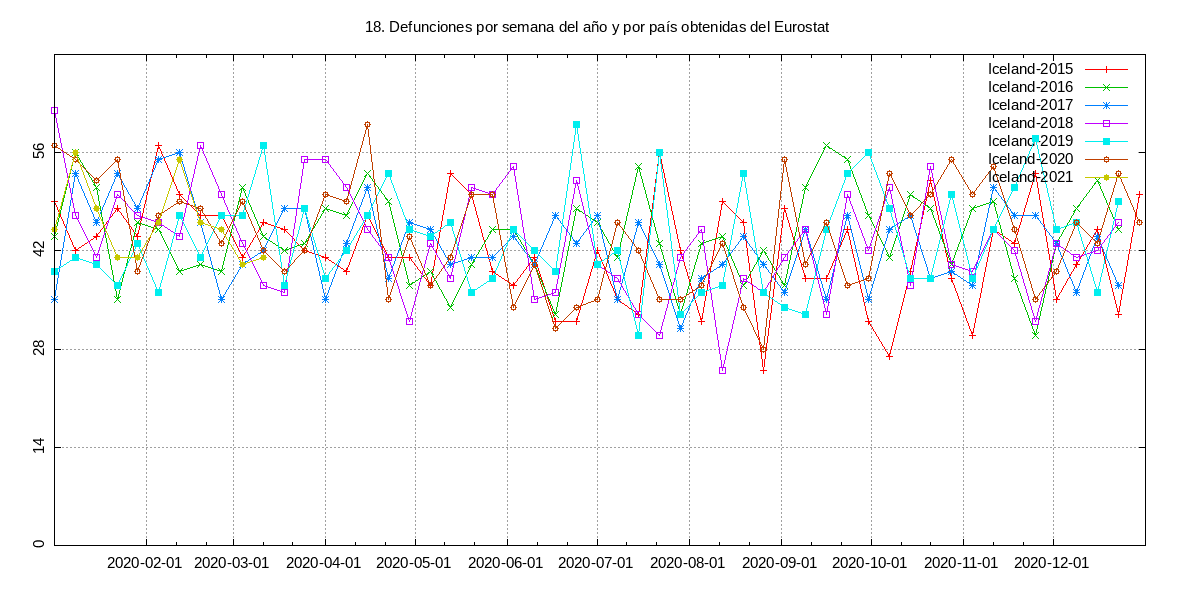 18. Defunciones por semana del año y por país obtenidas del Eurostat
Iceland-2015
Iceland-2016
Iceland-2017
Iceland-2018
Iceland-2019
Iceland-2020
Iceland-2021
56
42
28
14
0
2020-02-01 2020-03-01 2020-04-01 2020-05-01 2020-06-01 2020-07-01 2020-08-01 2020-09-01 2020-10-01 2020-11-01 2020-12-01